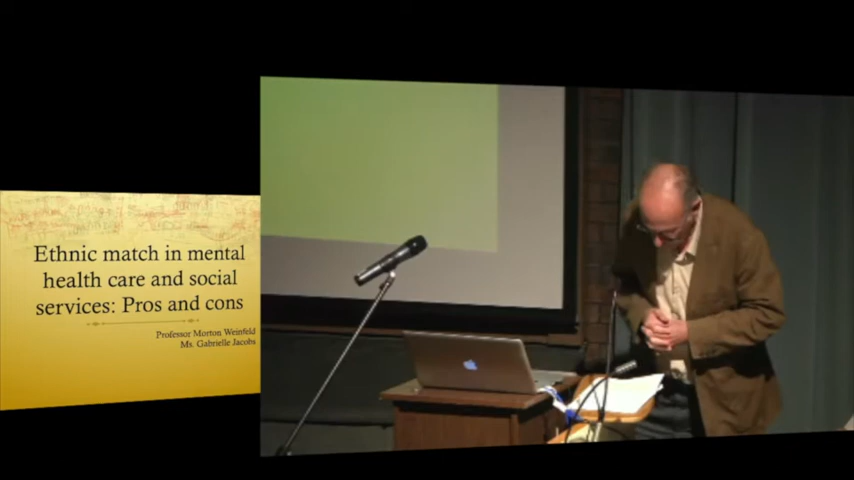 Ethnic match in mental
health care and social
services: Pros and cons
Professor Morton Weinfeld
Ms. Gabrielle Jacobs